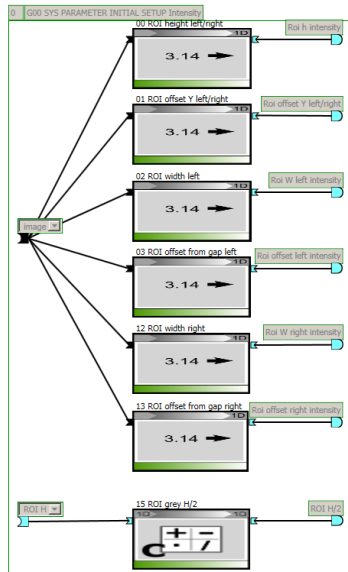 0 G00 SYS PARAMETER INITIAL SETUP Intensity
00 ROI height left/right
Roi h intensity
1D
3.14
01 ROI offset Y left/right
Roi offset Y left/right
1D
3.14
02 ROI width left
Roi W left intensity
1D
3.14
image
03 ROI offset from gap left
Roi offset left intensity
1D
3.14
12 ROI width right
Roi W right intensity
1D
3.14
13 ROI offset from gap right
Roi offset right intensity
1D
3.14
ROI H
15 ROI grey H/2
ROI H/2
1D 1D
C + - · /